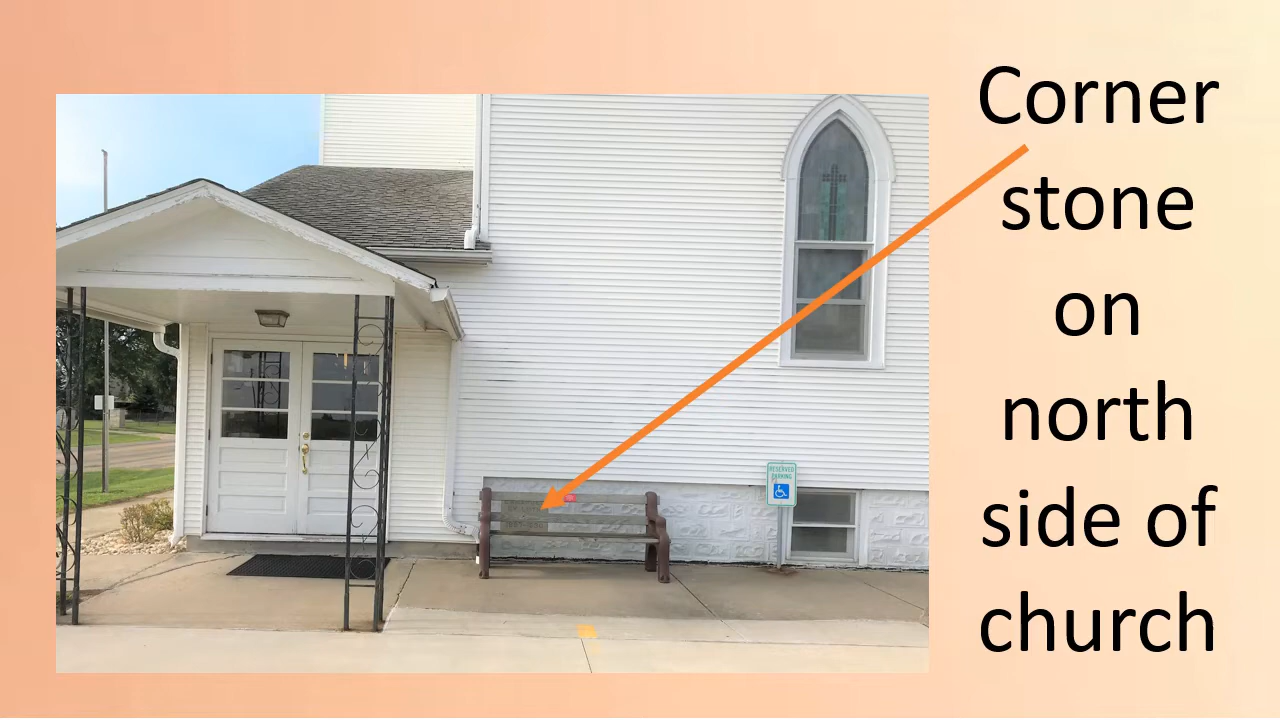 Corner
stone
on
north
side of
church
RESERVED
PARKING